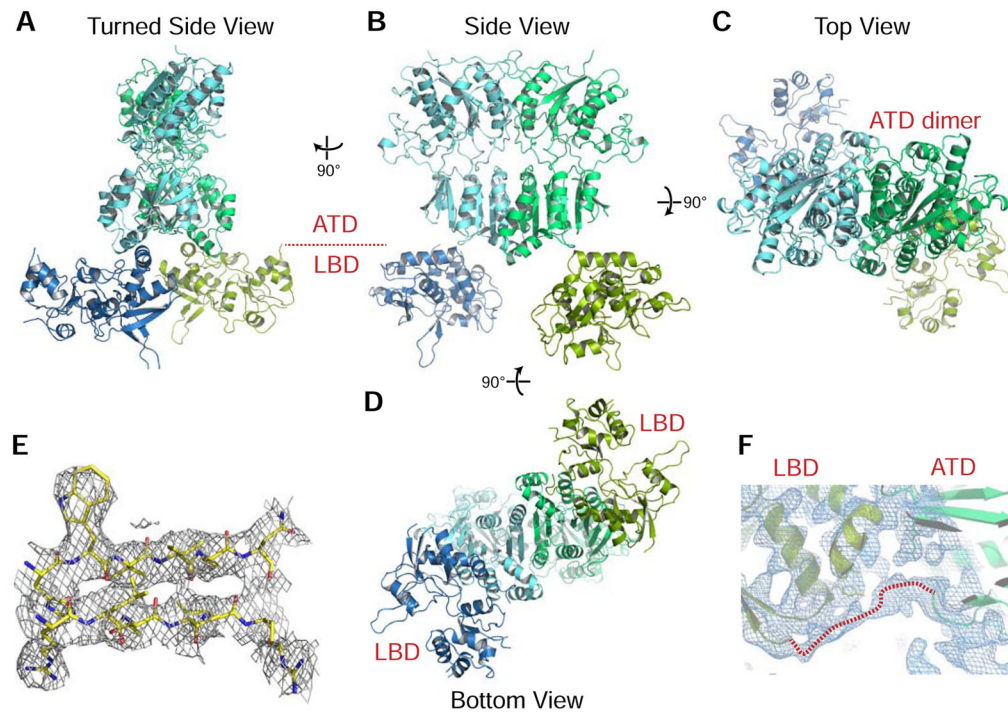 A
Turned Side View
B
Side View
C
Top View
ATD dimer
90°
90°
ATD
LBD
90°
D
LBD
E
F
LBD
ATD
LBD
Bottom View